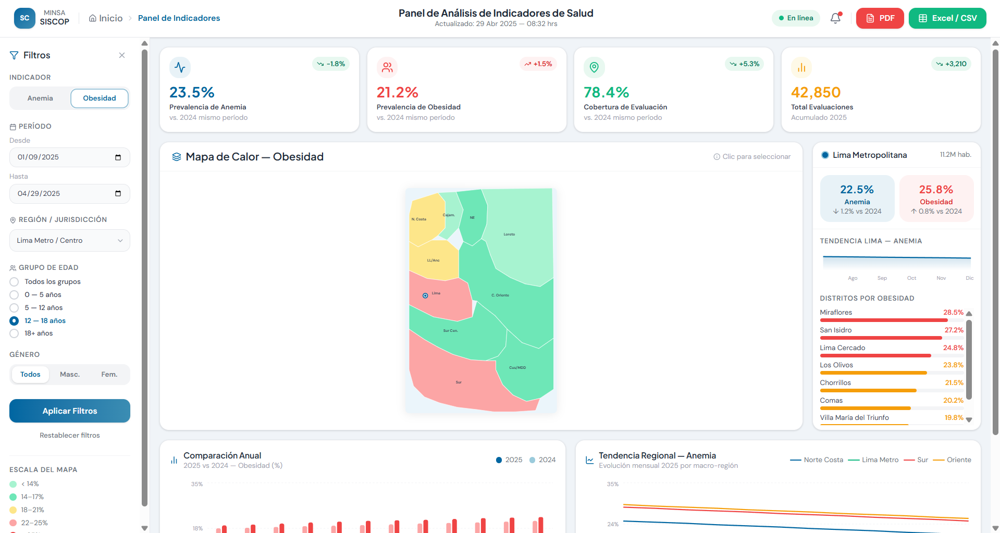 SC
MINSA
SISCOP
Inicio
Panel de Indicadores
Panel de Análisis de Indicadores de Salud
Actualizado: 29 Abr 2025 — 08:32 hrs
En línea
PDF
Excel / CSV
Filtros
INDICADOR
Anemia
Obesidad
PERÍODO
Desde
01/09/2025
Hasta
04/29/2025
REGIÓN / JURISDICCIÓN
Lima Metro / Centro
GRUPO DE EDAD
Todos los grupos
0 — 5 años
5 — 12 años
12 — 18 años
18+ años
GÉNERO
Todos
Masc.
Fem.
Aplicar Filtros
Restablecer filtros
ESCALA DEL MAPA
< 14%
14–17%
18–21%
22–25%
-1.8%
23.5%
Prevalencia de Anemia
vs. 2024 mismo período
+1.5%
21.2%
Prevalencia de Obesidad
vs. 2024 mismo período
+5.3%
78.4%
Cobertura de Evaluación
vs. 2024 mismo período
+3,210
42,850
Total Evaluaciones
Acumulado 2025
Mapa de Calor — Obesidad
Clic para seleccionar
N. Costa
Cajam.
NE
Loreto
LL/Anc
Lima
C. Oriente
Sur Cen.
Cus/MDD
Sur
Lima Metropolitana
11.2M hab.
22.5%
Anemia
↓ 1.2% vs 2024
25.8%
Obesidad
↑ 0.8% vs 2024
TENDENCIA LIMA — ANEMIA
Ago
Sep
Oct
Nov
Dic
DISTRITOS POR OBESIDAD
Miraflores 28.5%
San Isidro 27.2%
Lima Cercado 24.8%
Los Olivos 23.8%
Chorrillos 21.5%
Comas 20.2%
Villa María del Triunfo 19.8%
Comparación Anual
2025 vs 2024 — Obesidad (%)
2025
2024
35%
18%
Tendencia Regional — Anemia
Evolución mensual 2025 por macro-región
Norte Costa
Lima Metro
Sur
Oriente
35%
24%